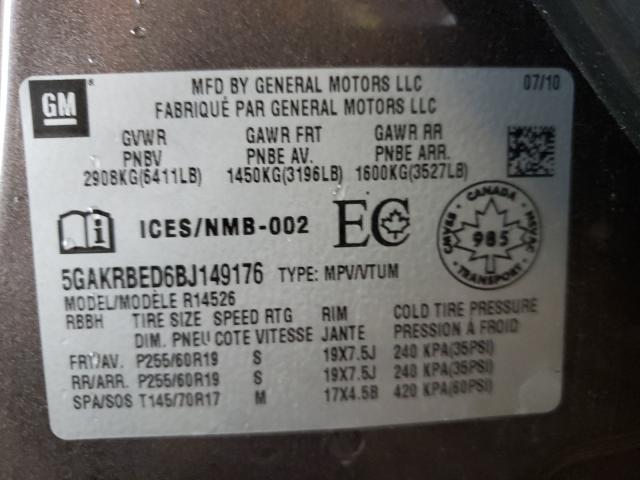 GM
®
MFD BY GENERAL MOTORS LLC
07/10
FABRIQUÉ PAR GENERAL MOTORS LLC
GVWR GAWR FRT GAWR RR
PNBV PNBE AV. PNBE ARR.
2908KG(6411LB) 1450KG(3196LB) 1600KG(3527LB)
i ICES/NMB-002 EC
CANADA
CMVSS NSVAC
985
TRANSPORT
5GAKRBED6BJ149176 TYPE: MPV/VTUM
MODEL/MODÈLE R14526
RBBH TIRE SIZE SPEED RTG RIM COLD TIRE PRESSURE
DIM. PNEU COTE VITESSE JANTE PRESSION À FROID
FRT/AV. P255/60R19 S 19X7.5J 240 KPA(35PSI)
RR/ARR. P255/60R19 S 19X7.5J 240 KPA(35PSI)
SPA/SOS T145/70R17 M 17X4.5B 420 KPA(60PSI)